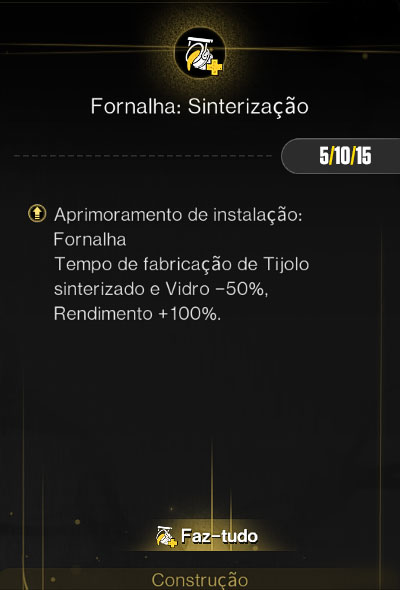 Fornalha: Sinterização
5/10/15
Aprimoramento de instalação:
Fornalha
Tempo de fabricação de Tijolo
sinterizado e Vidro −50%,
Rendimento +100%.
Faz-tudo
Construção